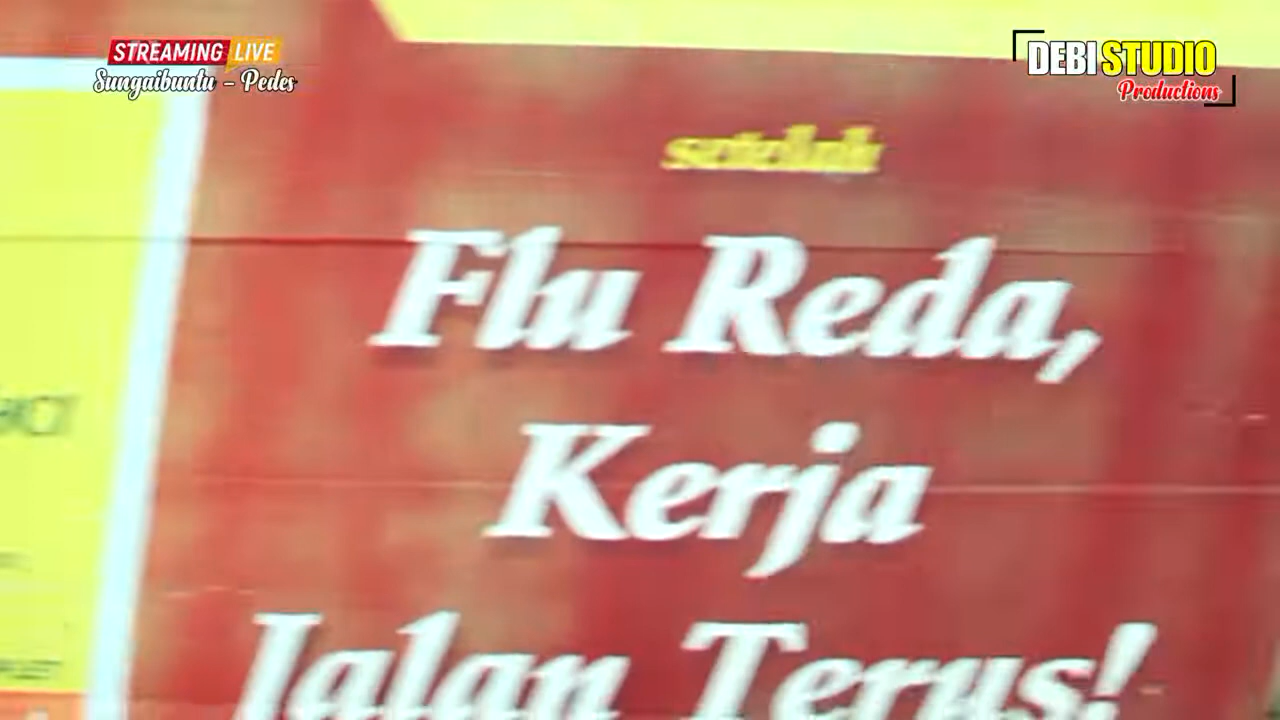 STREAMING LIVE
Sungaibuntu - Pedes
DEBI STUDIO
Productions
setelah
Flu Reda,
Kerja
Jalan Terus!